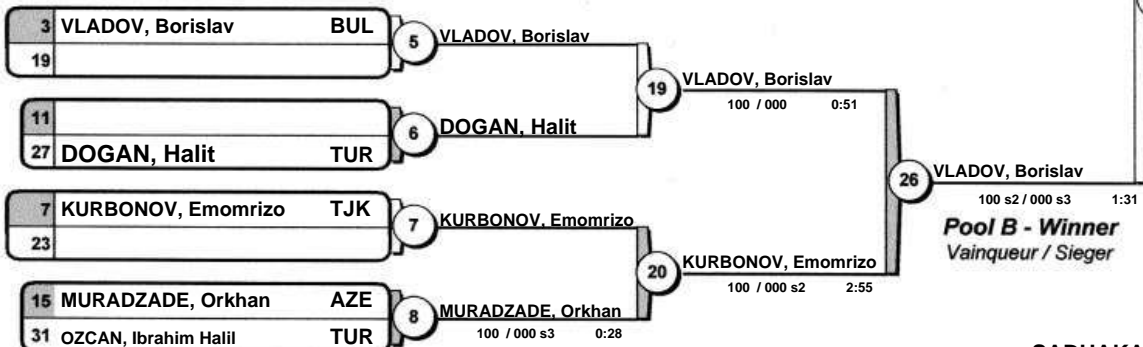 3 VLADOV, Borislav BUL
19
5
VLADOV, Borislav
11
27 DOGAN, Halit TUR
6
DOGAN, Halit
19
VLADOV, Borislav
100 / 000 0:51
7 KURBONOV, Emomrizo TJK
23
7
KURBONOV, Emomrizo
15 MURADZADE, Orkhan AZE
31 OZCAN, Ibrahim Halil TUR
8
MURADZADE, Orkhan
100 / 000 s3 0:28
20
KURBONOV, Emomrizo
100 / 000 s2 2:55
26
VLADOV, Borislav
100 s2 / 000 s3 1:31
Pool B - Winner
Vainqueur / Sieger